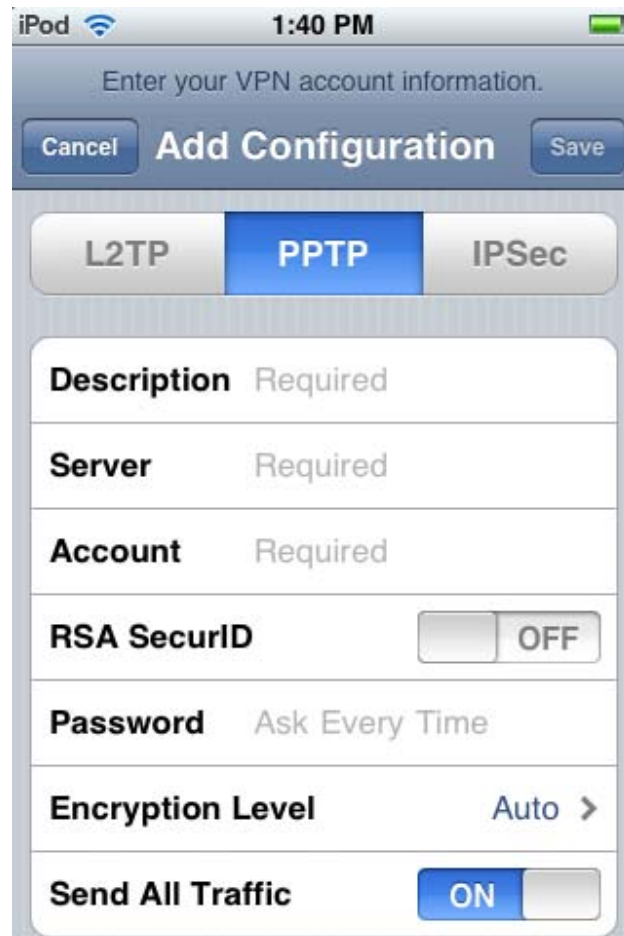 iPod 1:40 PM
Enter your VPN account information.
Cancel Add Configuration Save
L2TP PPTP IPSec
Description Required
Server Required
Account Required
RSA SecurID OFF
Password Ask Every Time
Encryption Level Auto
Send All Traffic ON